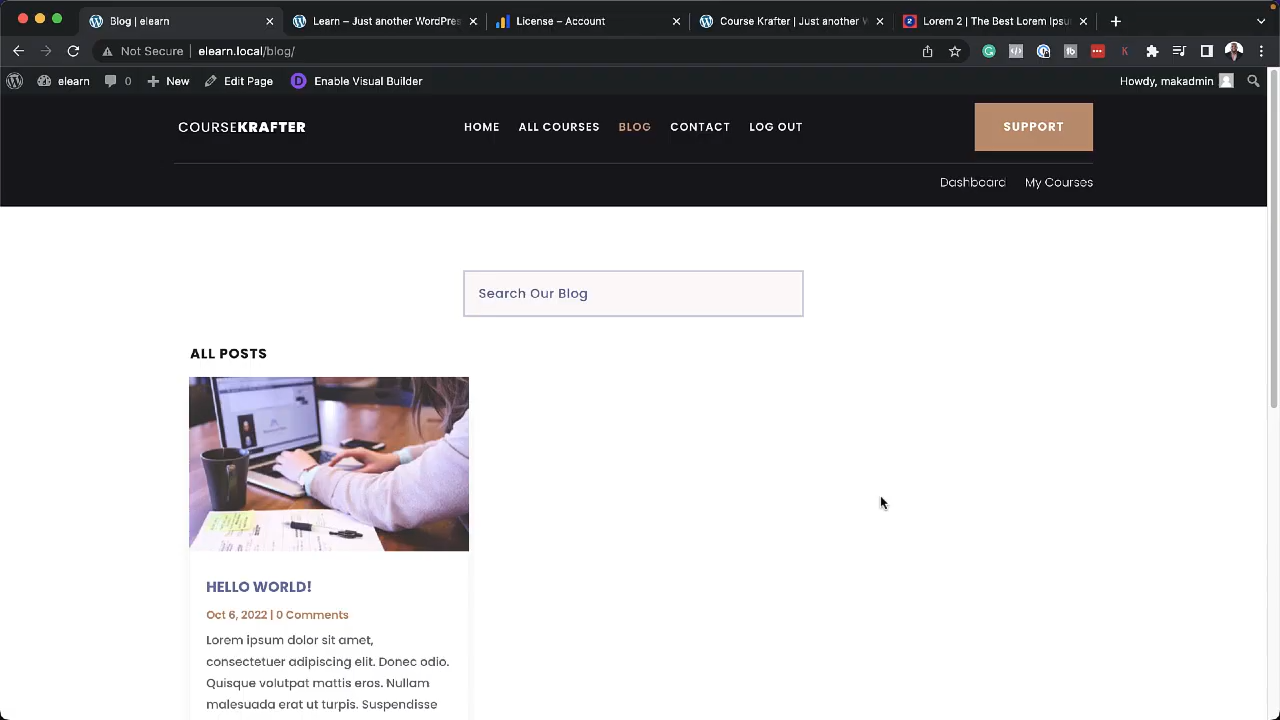 Blog | elearn
Learn – Just another WordPres
License – Account
Course Krafter | Just another W
Lorem 2 | The Best Lorem Ipsu
Not Secure
elearn.local/blog/
elearn
0
New
Edit Page
D
Enable Visual Builder
Howdy, makadmin
COURSEKRAFTER
HOME
ALL COURSES
BLOG
CONTACT
LOG OUT
SUPPORT
Dashboard
My Courses
Search Our Blog
ALL POSTS
HELLO WORLD!
Oct 6, 2022 | 0 Comments
Lorem ipsum dolor sit amet,
consectetuer adipiscing elit. Donec odio.
Quisque volutpat mattis eros. Nullam
malesuada erat ut turpis. Suspendisse